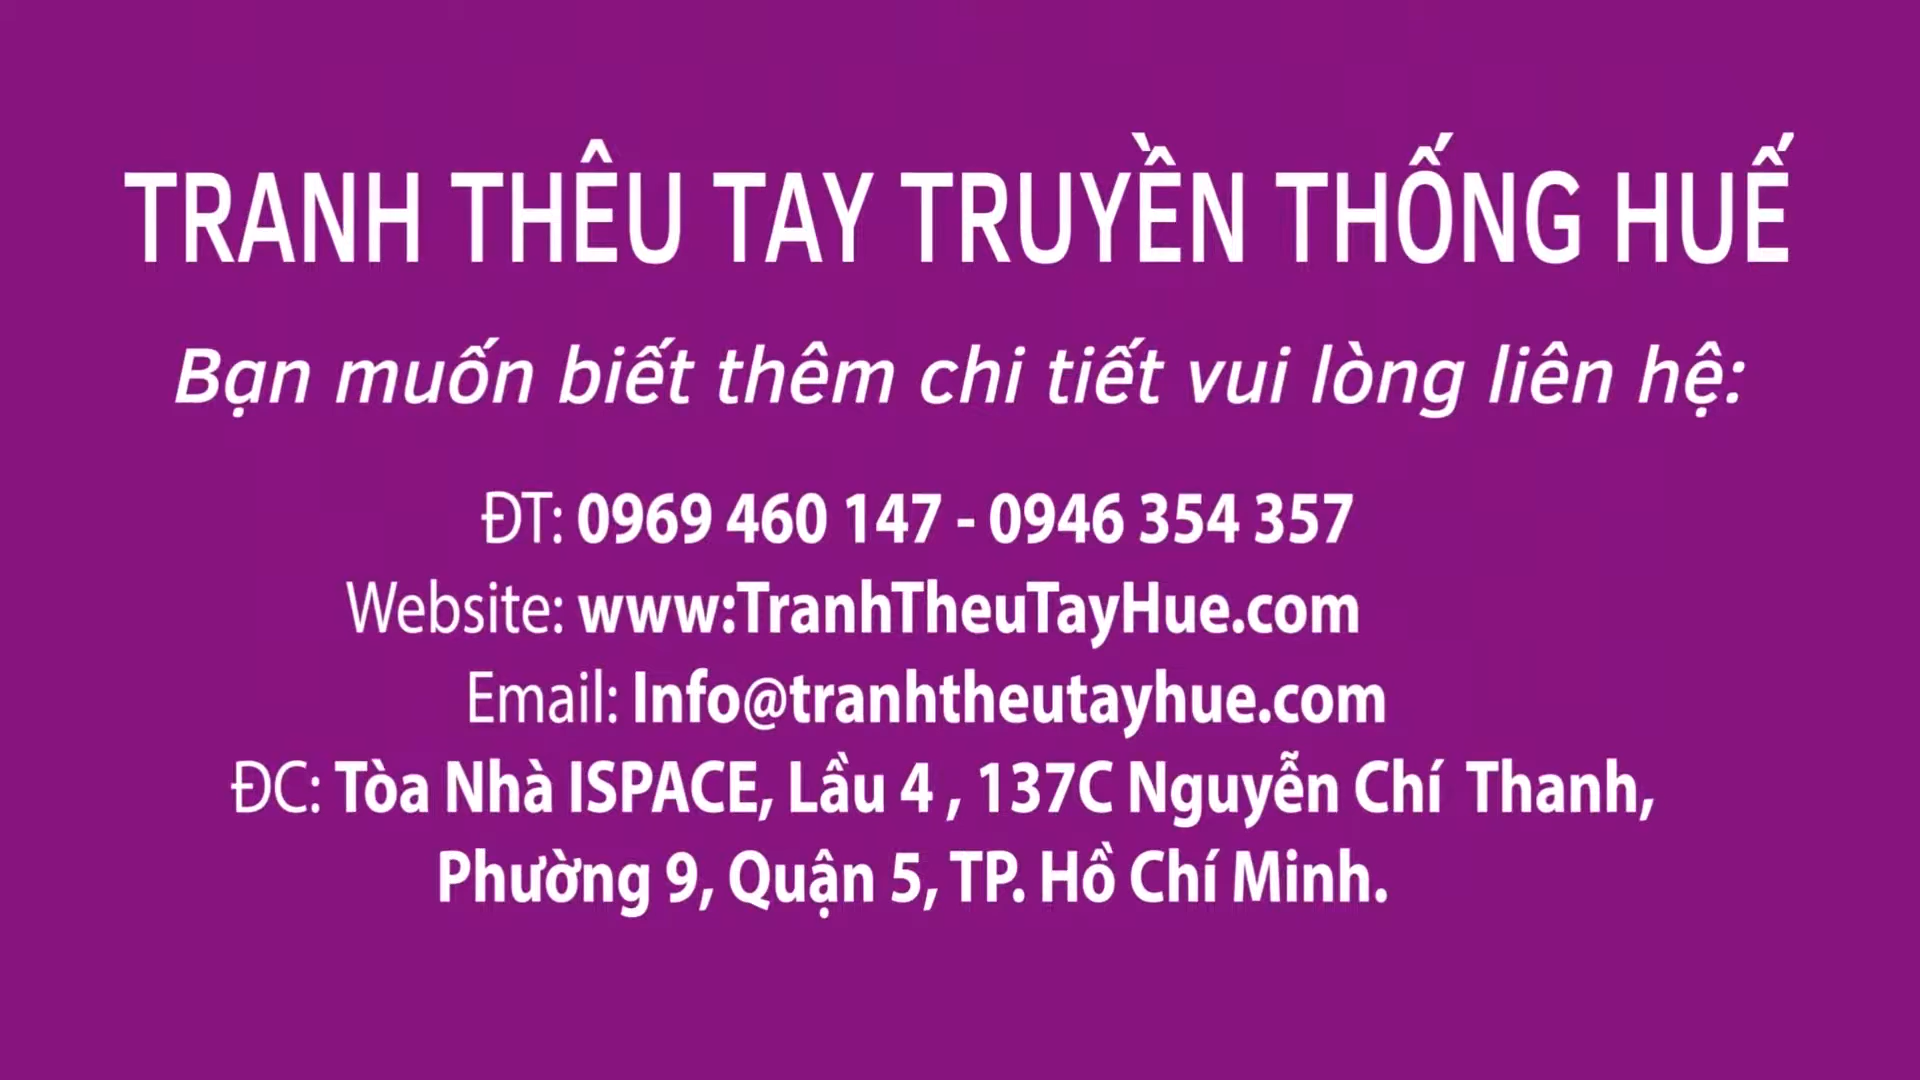 TRANH THÊU TAY TRUYỀN THỐNG HUẾ
Bạn muốn biết thêm chi tiết vui lòng liên hệ:
ĐT: 0969 460 147 - 0946 354 357
Website: www:TranhTheuTayHue.com
Email: Info@tranhtheutayhue.com
ĐC: Tòa Nhà ISPACE, Lầu 4 , 137C Nguyễn Chí Thanh,
Phường 9, Quận 5, TP. Hồ Chí Minh.